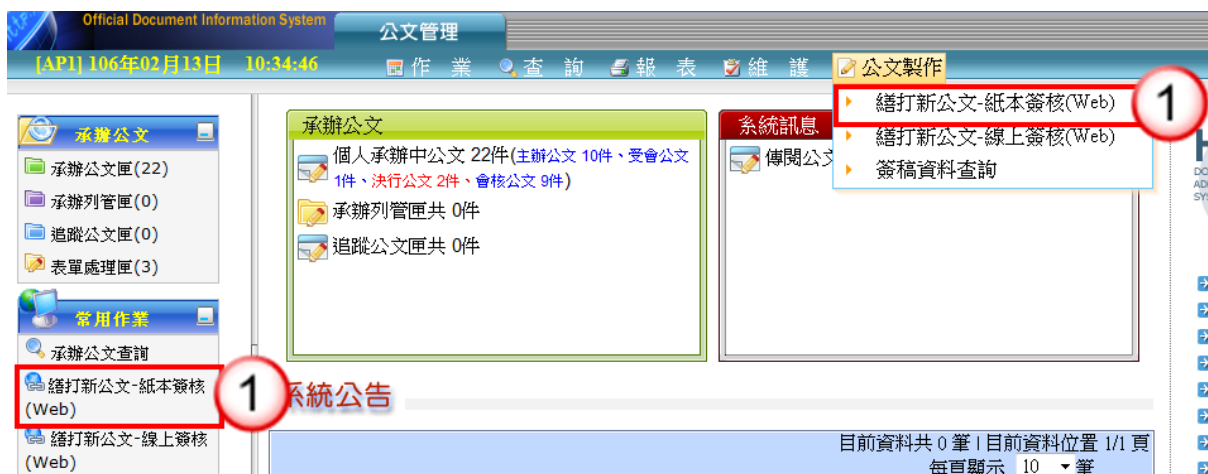 Official Document Information System
公文管理
[AP1] 106年02月13日 10:34:46
作 業 查 詢 報 表 維 護 公文製作
繕打新公文-紙本簽核(Web)
1
繕打新公文-線上簽核(Web)
簽稿資料查詢
承辦公文
承辦公文匣(22)
承辦列管匣(0)
追蹤公文匣(0)
表單處理匣(3)
承辦公文
個人承辦中公文 22件(主辦公文 10件、受會公文
1件、決行公文 2件、會核公文 9件)
承辦列管匣共 0件
追蹤公文匣共 0件
系統訊息
傳閱公文
常用作業
承辦公文查詢
繕打新公文-紙本簽核
(Web)
1
繕打新公文-線上簽核
(Web)
系統公告
目前資料共 0 筆 | 目前資料位置 1/1 頁
每頁顯示 10 筆